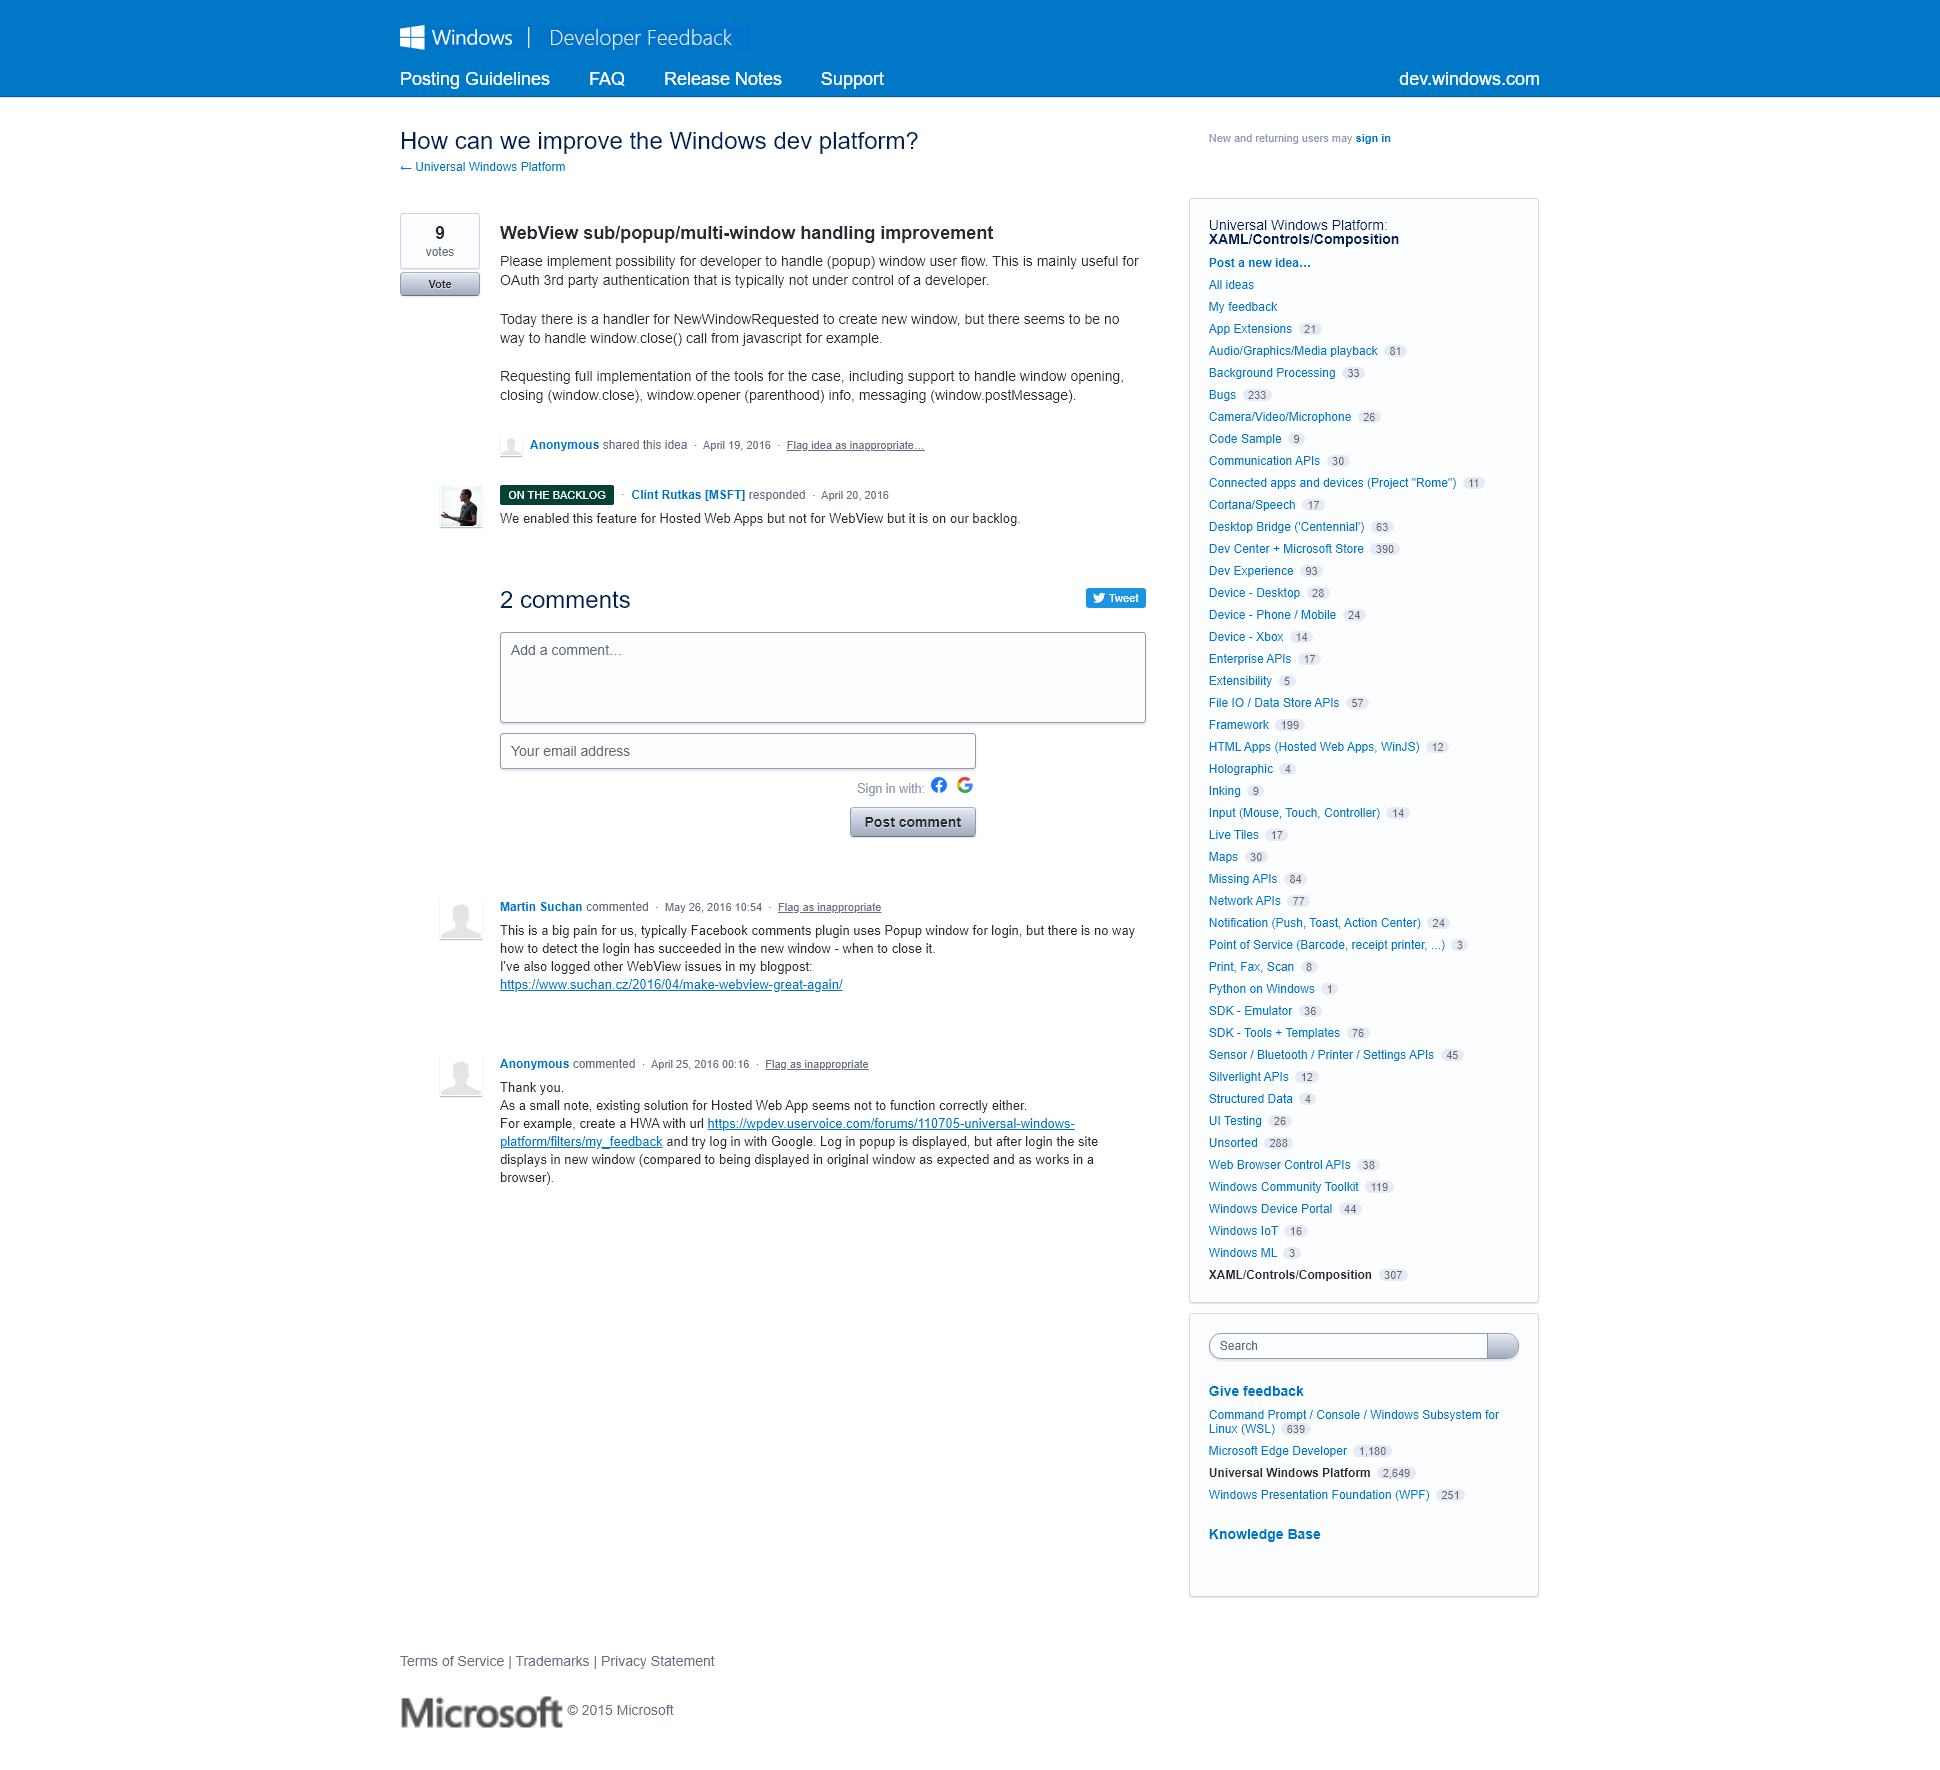 Windows | Developer Feedback
Posting Guidelines FAQ Release Notes Support dev.windows.com
How can we improve the Windows dev platform?
← Universal Windows Platform
New and returning users may sign in
9
votes
Vote
WebView sub/popup/multi-window handling improvement
Please implement possibility for developer to handle (popup) window user flow. This is mainly useful for
OAuth 3rd party authentication that is typically not under control of a developer.
Today there is a handler for NewWindowRequested to create new window, but there seems to be no
way to handle window.close() call from javascript for example.
Requesting full implementation of the tools for the case, including support to handle window opening,
closing (window.close), window.opener (parenthood) info, messaging (window.postMessage).
Anonymous shared this idea · April 19, 2016 · Flag idea as inappropriate…
ON THE BACKLOG · Clint Rutkas [MSFT] responded · April 20, 2016
We enabled this feature for Hosted Web Apps but not for WebView but it is on our backlog.
2 comments
Tweet
Add a comment…
Your email address
Sign in with:
Post comment
Martin Suchan commented · May 26, 2016 10:54 · Flag as inappropriate
This is a big pain for us, typically Facebook comments plugin uses Popup window for login, but there is no way
how to detect the login has succeeded in the new window - when to close it.
I've also logged other WebView issues in my blogpost:
https://www.suchan.cz/2016/04/make-webview-great-again/
Anonymous commented · April 25, 2016 00:16 · Flag as inappropriate
Thank you.
As a small note, existing solution for Hosted Web App seems not to function correctly either.
For example, create a HWA with url https://wpdev.uservoice.com/forums/110705-universal-windows-
platform/filters/my_feedback and try log in with Google. Log in popup is displayed, but after login the site
displays in new window (compared to being displayed in original window as expected and as works in a
browser).
Universal Windows Platform:
XAML/Controls/Composition
Post a new idea…
All ideas
My feedback
App Extensions 21
Audio/Graphics/Media playback 81
Background Processing 33
Bugs 233
Camera/Video/Microphone 26
Code Sample 9
Communication APIs 30
Connected apps and devices (Project "Rome") 11
Cortana/Speech 17
Desktop Bridge ('Centennial') 63
Dev Center + Microsoft Store 390
Dev Experience 93
Device - Desktop 28
Device - Phone / Mobile 24
Device - Xbox 14
Enterprise APIs 17
Extensibility 5
File IO / Data Store APIs 57
Framework 199
HTML Apps (Hosted Web Apps, WinJS) 12
Holographic 4
Inking 9
Input (Mouse, Touch, Controller) 14
Live Tiles 17
Maps 30
Missing APIs 84
Network APIs 77
Notification (Push, Toast, Action Center) 24
Point of Service (Barcode, receipt printer, ...) 3
Print, Fax, Scan 8
Python on Windows 1
SDK - Emulator 36
SDK - Tools + Templates 76
Sensor / Bluetooth / Printer / Settings APIs 45
Silverlight APIs 12
Structured Data 4
UI Testing 26
Unsorted 288
Web Browser Control APIs 38
Windows Community Toolkit 119
Windows Device Portal 44
Windows IoT 16
Windows ML 3
XAML/Controls/Composition 307
Search
Give feedback
Command Prompt / Console / Windows Subsystem for
Linux (WSL) 639
Microsoft Edge Developer 1,180
Universal Windows Platform 2,649
Windows Presentation Foundation (WPF) 251
Knowledge Base
Terms of Service | Trademarks | Privacy Statement
Microsoft © 2015 Microsoft